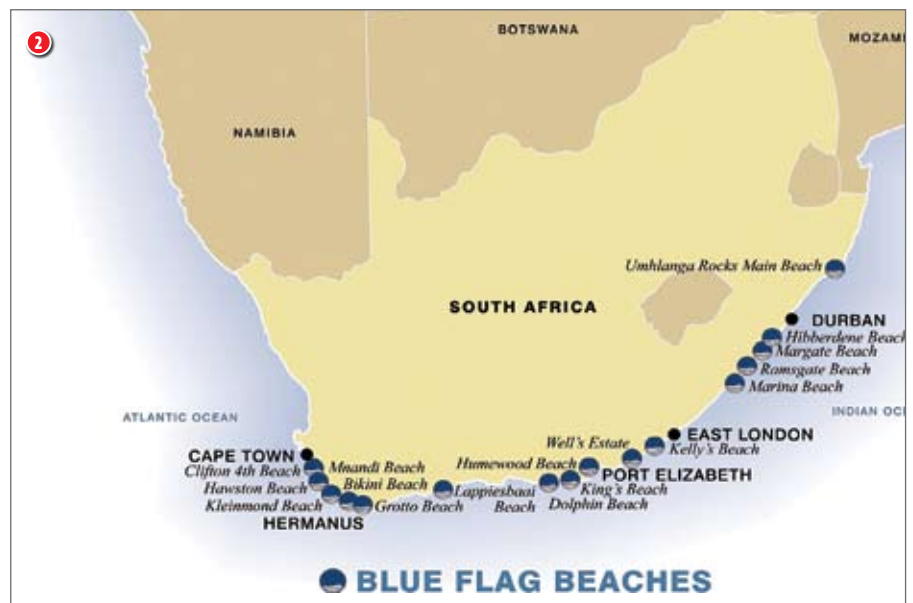 2
BOTSWANA
MOZAMI
NAMIBIA
Umhlanga Rocks Main Beach
SOUTH AFRICA
DURBAN
Hibberdene Beach
Margate Beach
Ramsgate Beach
Marina Beach
ATLANTIC OCEAN
INDIAN OCE
EAST LONDON
Well's Estate
Kelly's Beach
CAPE TOWN
Clifton 4th Beach
Mnandi Beach
Humewood Beach
PORT ELIZABETH
Hawston Beach
Bikini Beach
Lappiesbaai
Beach
King's Beach
Kleinmond Beach
Grotto Beach
Dolphin Beach
HERMANUS
BLUE FLAG BEACHES